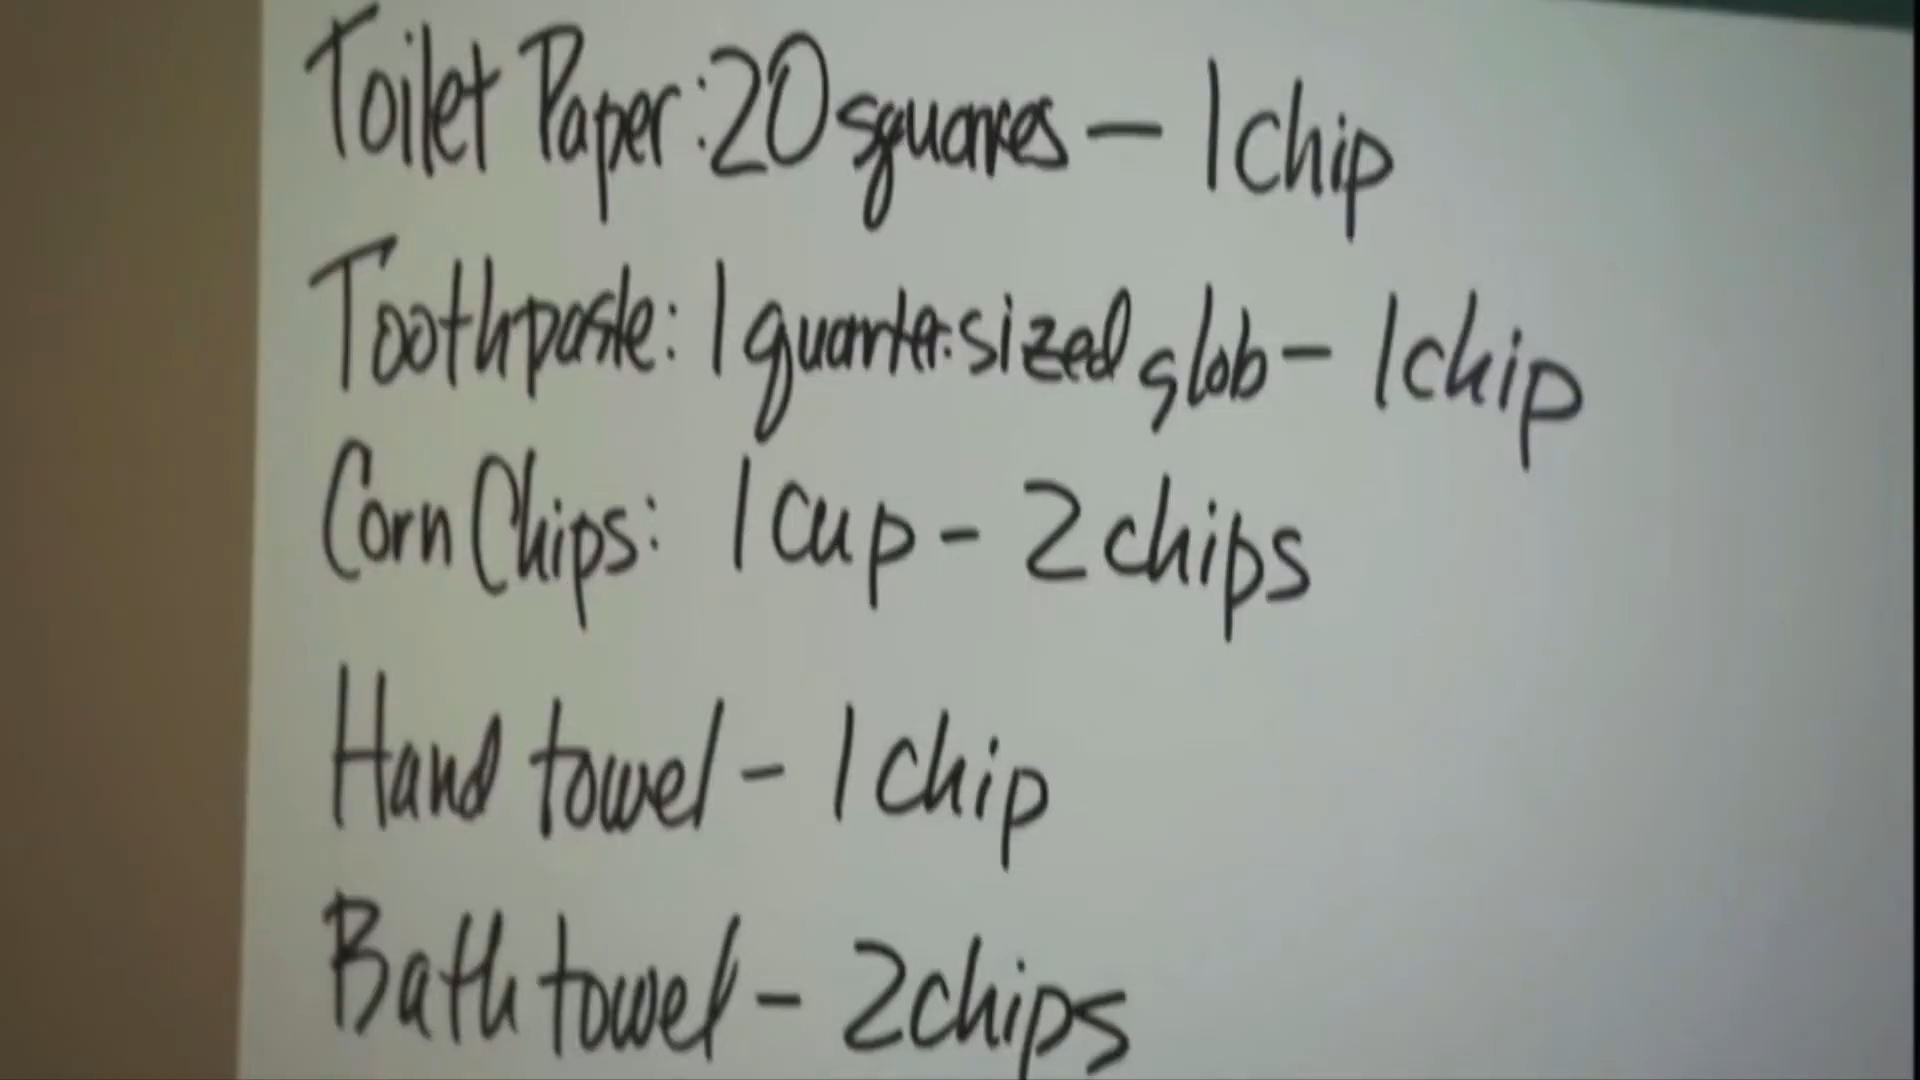 Toilet Paper: 20 squares – 1 chip
Toothpaste: 1 quarter-sized glob – 1 chip
Corn Chips: 1 cup – 2 chips
Hand towel – 1 chip
Bath towel – 2 chips